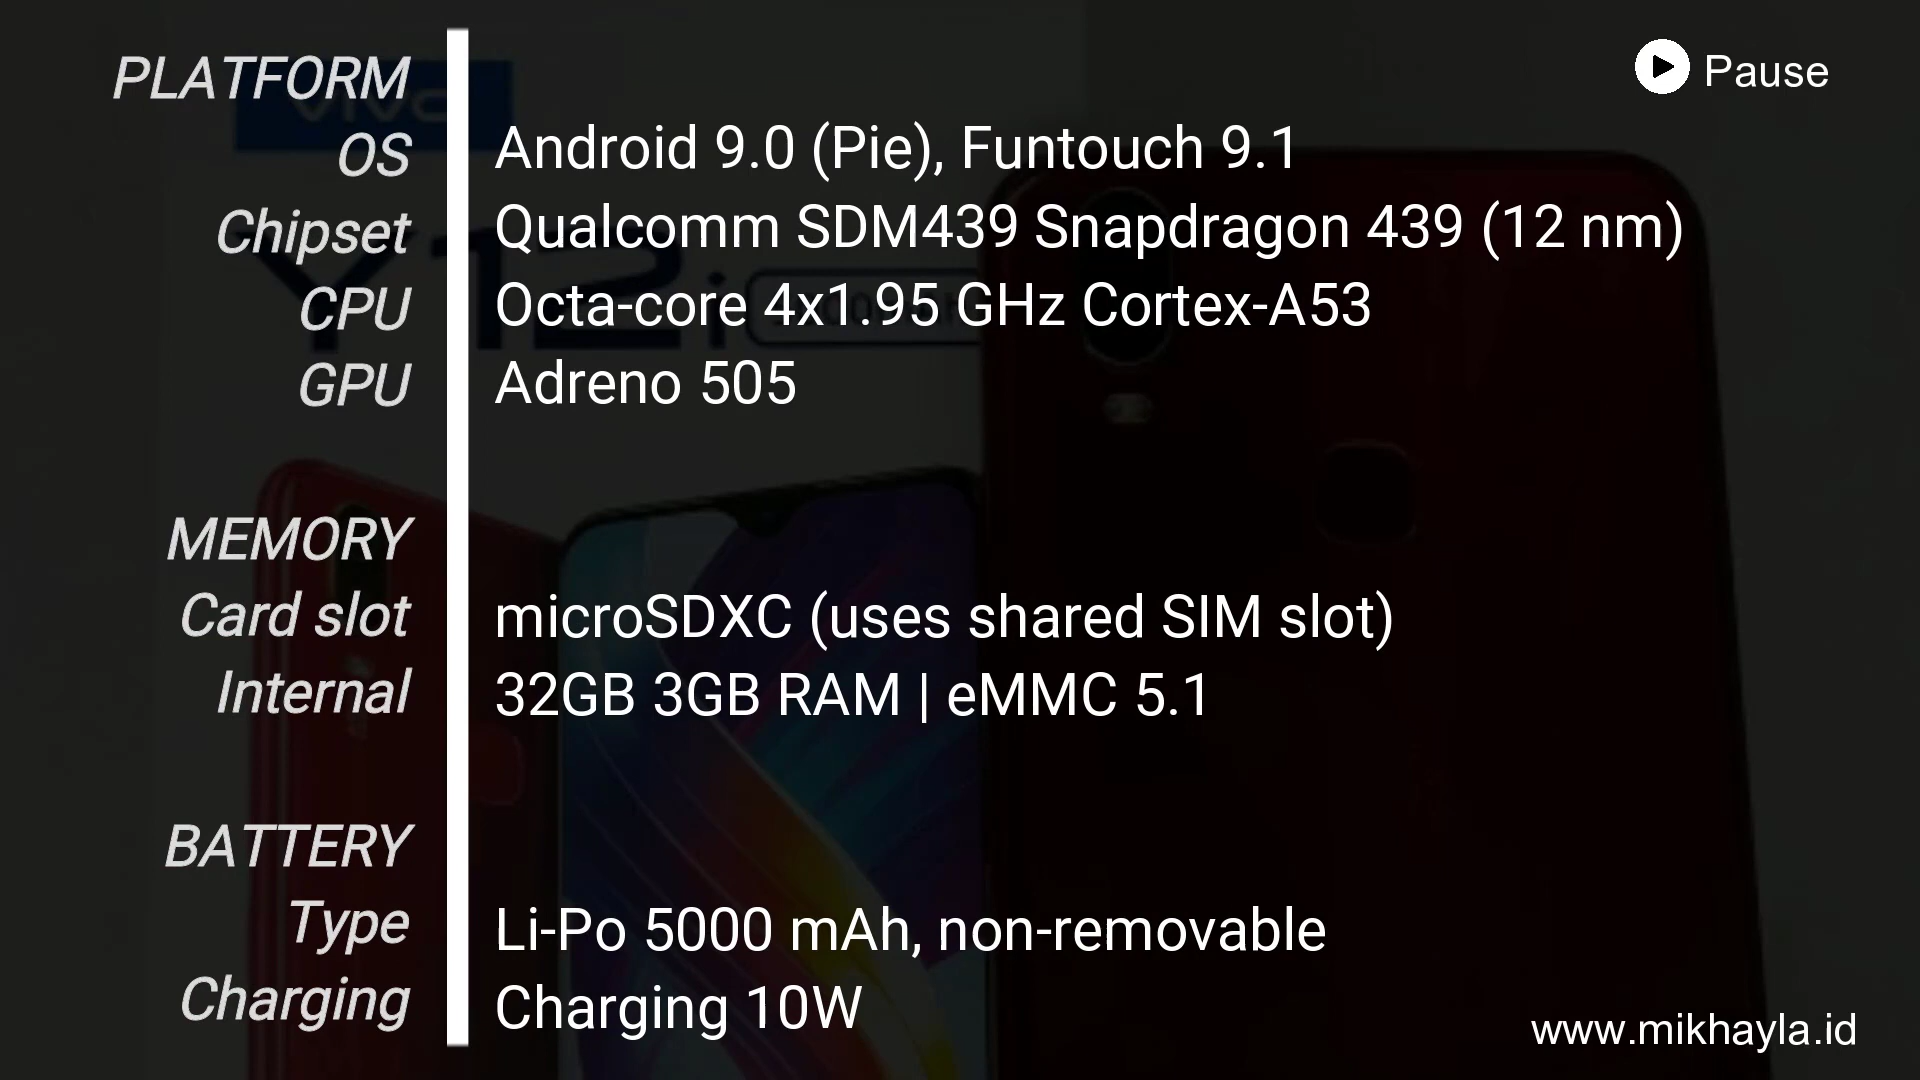 PLATFORM
OS Android 9.0 (Pie), Funtouch 9.1
Chipset Qualcomm SDM439 Snapdragon 439 (12 nm)
CPU Octa-core 4x1.95 GHz Cortex-A53
GPU Adreno 505
MEMORY
Card slot microSDXC (uses shared SIM slot)
Internal 32GB 3GB RAM | eMMC 5.1
BATTERY
Type Li-Po 5000 mAh, non-removable
Charging Charging 10W
Pause
www.mikhayla.id
vivo
Y12i